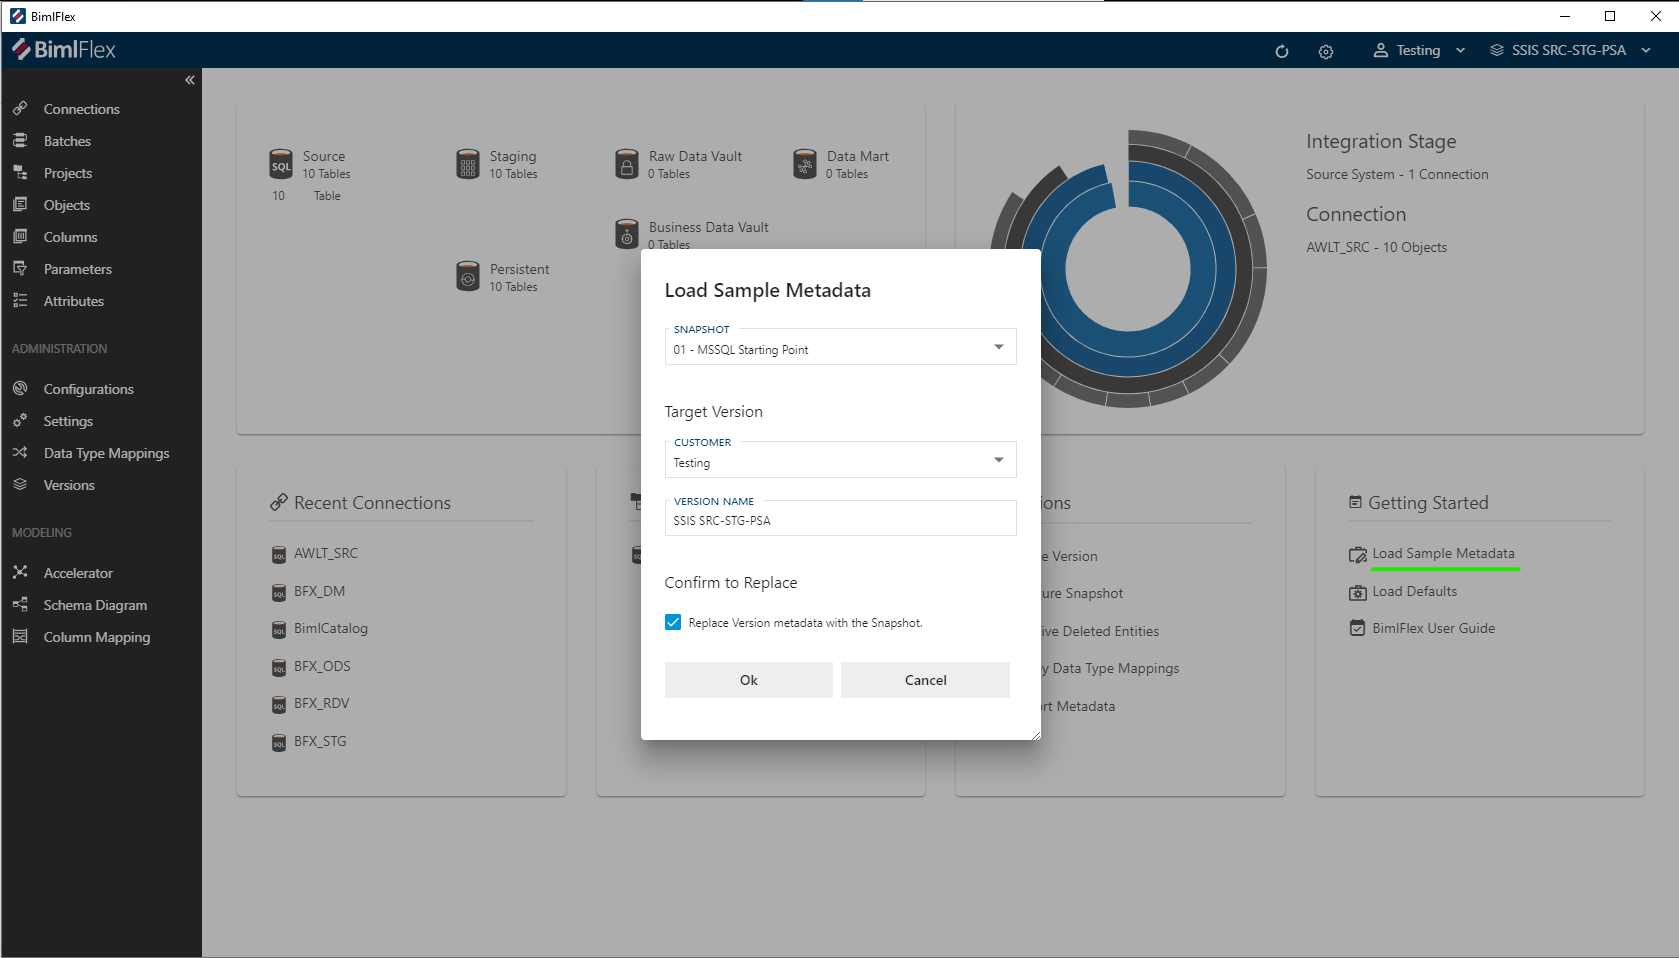 BimlFlex
BimlFlex
Testing
SSIS SRC-STG-PSA
Connections
Batches
Projects
Objects
Columns
Parameters
Attributes
ADMINISTRATION
Configurations
Settings
Data Type Mappings
Versions
MODELING
Accelerator
Schema Diagram
Column Mapping
Source
10 Tables
10 Table
Staging
10 Tables
Raw Data Vault
0 Tables
Data Mart
0 Tables
Business Data Vault
0 Tables
Persistent
10 Tables
Integration Stage
Source System - 1 Connection
Connection
AWLT_SRC - 10 Objects
Load Sample Metadata
SNAPSHOT
01 - MSSQL Starting Point
Target Version
CUSTOMER
Testing
VERSION NAME
SSIS SRC-STG-PSA
Confirm to Replace
Replace Version metadata with the Snapshot.
Ok
Cancel
Recent Connections
AWLT_SRC
BFX_DM
BimlCatalog
BFX_ODS
BFX_RDV
BFX_STG
ons
e Version
ure Snapshot
ive Deleted Entities
y Data Type Mappings
rt Metadata
Getting Started
Load Sample Metadata
Load Defaults
BimlFlex User Guide